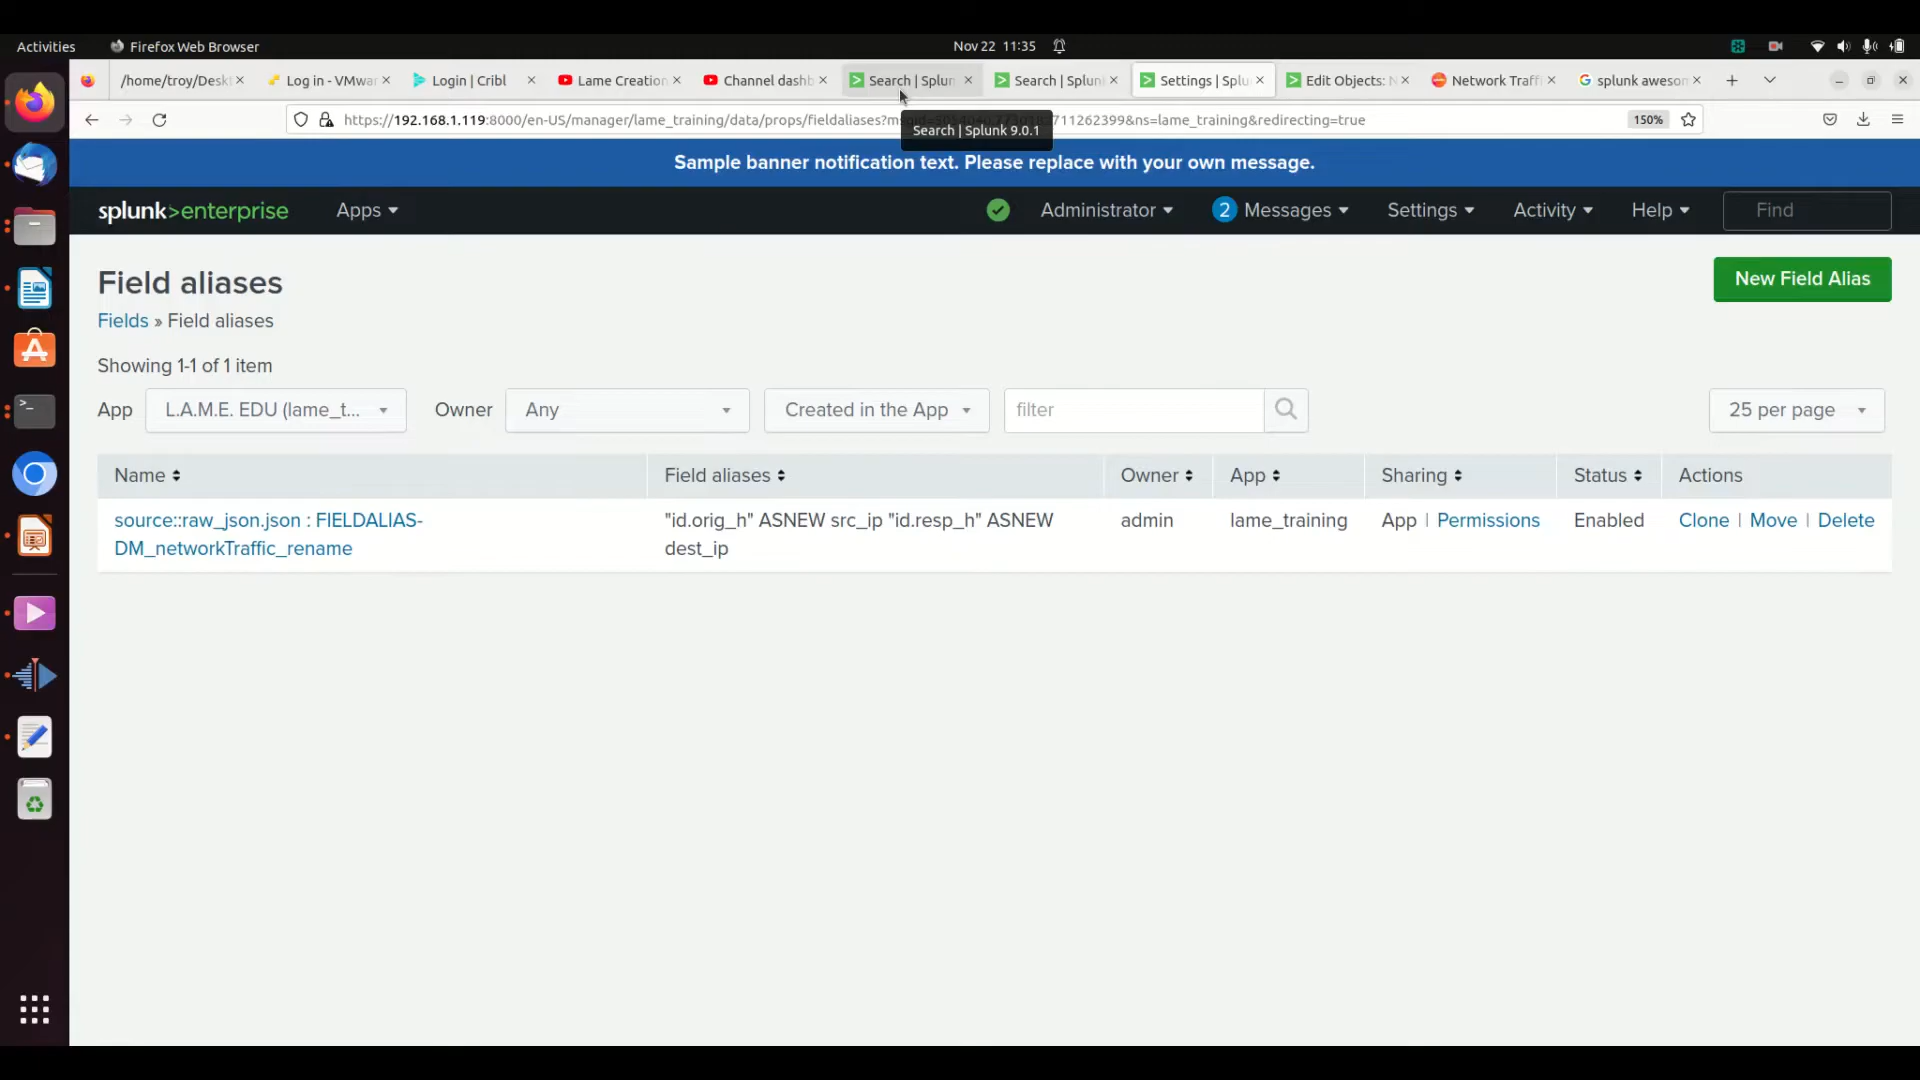 Activities Firefox Web Browser Nov 22 11:35
/home/troy/Desk Log in - VMwar Login | Cribl Lame Creation Channel dashb Search | Splun Search | Splun Settings | Splu Edit Objects: N Network Traffi splunk awesom
https://192.168.1.119:8000/en-US/manager/lame_training/data/props/fieldaliases?m 711262399&ns=lame_training&redirecting=true 150%
Search | Splunk 9.0.1
Sample banner notification text. Please replace with your own message.
splunk>enterprise Apps Administrator 2 Messages Settings Activity Help Find
Field aliases New Field Alias
Fields » Field aliases
Showing 1-1 of 1 item
App L.A.M.E. EDU (lame_t... Owner Any Created in the App filter 25 per page
Name Field aliases Owner App Sharing Status Actions
source::raw_json.json : FIELDALIAS- "id.orig_h" ASNEW src_ip "id.resp_h" ASNEW admin lame_training App | Permissions Enabled Clone | Move | Delete
DM_networkTraffic_rename dest_ip